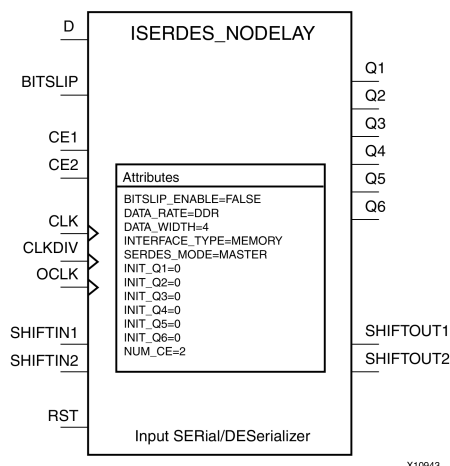 D
ISERDES_NODELAY
BITSLIP
CE1
CE2
CLK
CLKDIV
OCLK
SHIFTIN1
SHIFTIN2
RST
Attributes
BITSLIP_ENABLE=FALSE
DATA_RATE=DDR
DATA_WIDTH=4
INTERFACE_TYPE=MEMORY
SERDES_MODE=MASTER
INIT_Q1=0
INIT_Q2=0
INIT_Q3=0
INIT_Q4=0
INIT_Q5=0
INIT_Q6=0
NUM_CE=2
Q1
Q2
Q3
Q4
Q5
Q6
SHIFTOUT1
SHIFTOUT2
Input SERial/DESerializer
X10943